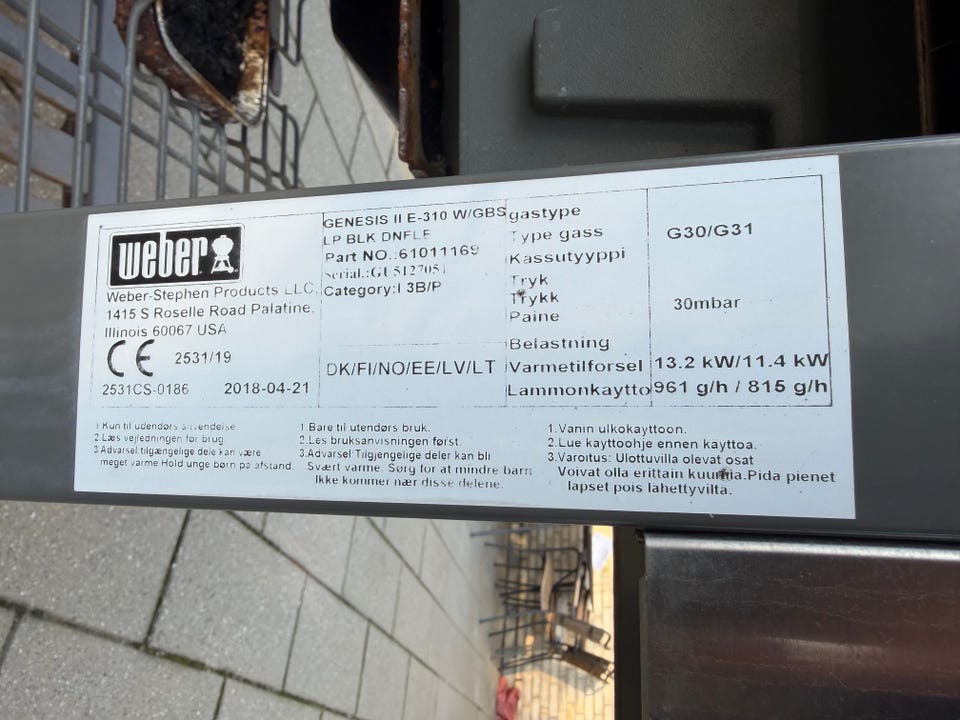 weber
Weber-Stephen Products LLC.
1415 S Roselle Road Palatine.
Illinois 60067 USA
CE 2531/19
2531CS-0186 2018-04-21
GENESIS II E-310 W/GBS
LP BLK DNFLE
Part NO.:61011169
Serial.:GU5127051
Category:I 3B/P
DK/FI/NO/EE/LV/LT
gastype
Type gass
Kassutyyppi
G30/G31
Tryk
Trykk
Paine
30mbar
Belastning
Varmetilforsel
Lammonkaytto
13.2 kW/11.4 kW
961 g/h / 815 g/h
1 Kun til udendørs anvendelse
2.Læs vejledningen før brug
3.Advarsel:tilgængelige dele kan være
meget varme Hold unge børn på afstand.
1.Bare til utendørs bruk.
2.Les bruksanvisningen først.
3.Advarsel:Tilgjengelige deler kan bli
Svært varme. Sørg for at mindre barn
Ikke kommer nær disse delene.
1.Vanin ulkokayttoon.
2.Lue kayttoohje ennen kayttoa.
3.Varoitus: Ulottuvilla olevat osat
Voivat olla erittain kuumia.Pida pienet
lapset pois lahettyvilta.